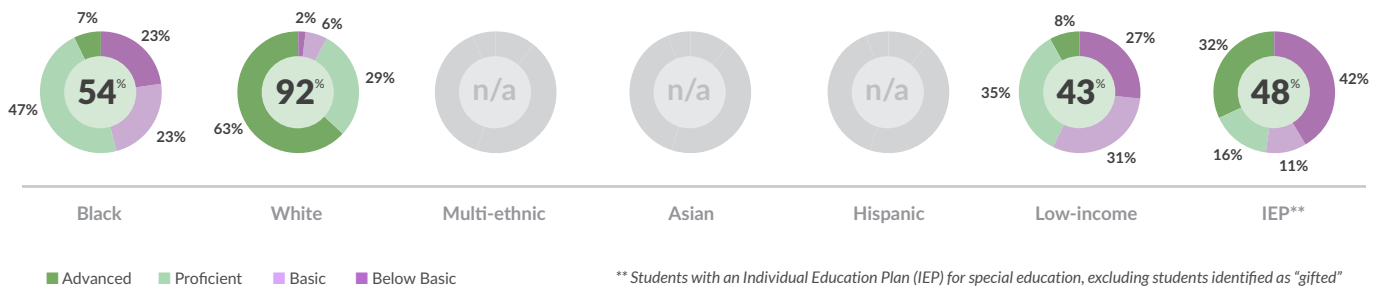 7% 23% 47% 23% 54%
2% 6% 29% 63% 92%
n/a
n/a
n/a
8% 27% 35% 31% 43%
32% 42% 16% 11% 48%
Black White Multi-ethnic Asian Hispanic Low-income IEP**
Advanced Proficient Basic Below Basic
** Students with an Individual Education Plan (IEP) for special education, excluding students identified as “gifted”